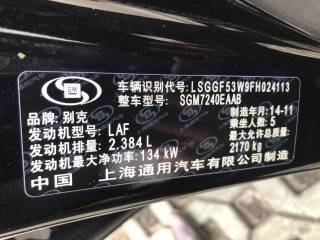 GM
车辆识别代号: LSGGF53W9FH024113
整车型号: SGM7240EAAB
品牌: 别克
制造年月: 14-11
发动机型号: LAF
乘坐人数: 5
发动机排量: 2.384 L
最大允许总质量:
发动机最大净功率: 134 kW
2170 kg
中国 上海通用汽车有限公司制造